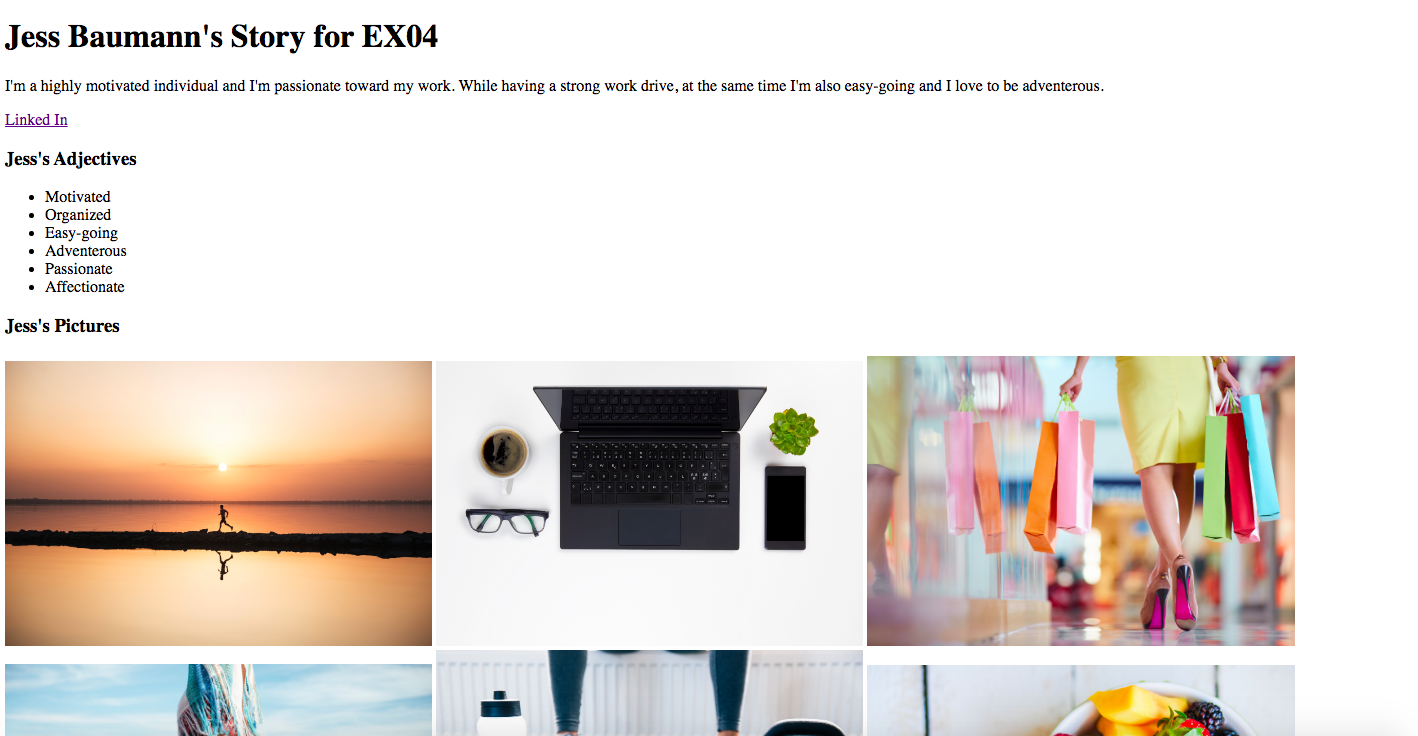 Jess Baumann's Story for EX04
I'm a highly motivated individual and I'm passionate toward my work. While having a strong work drive, at the same time I'm also easy-going and I love to be adventerous.
Linked In
Jess's Adjectives
Motivated
Organized
Easy-going
Adventerous
Passionate
Affectionate
Jess's Pictures